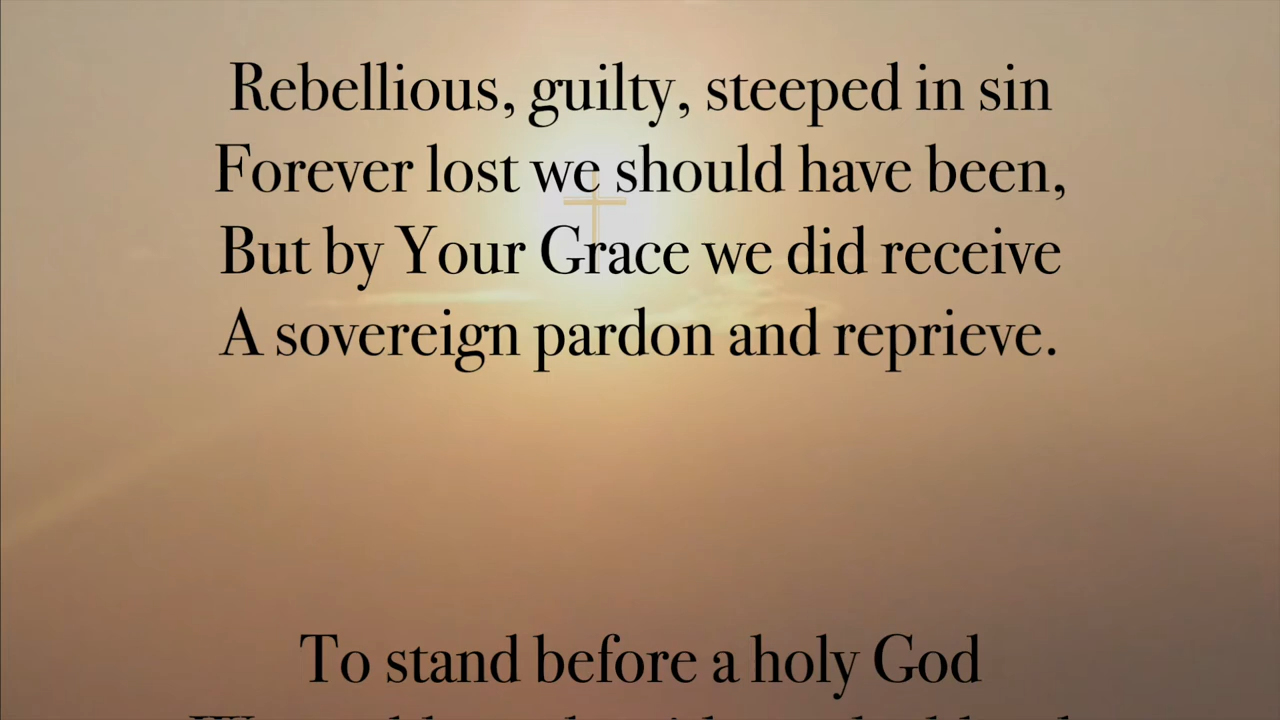 Rebellious, guilty, steeped in sin
Forever lost we should have been,
But by Your Grace we did receive
A sovereign pardon and reprieve.
To stand before a holy God